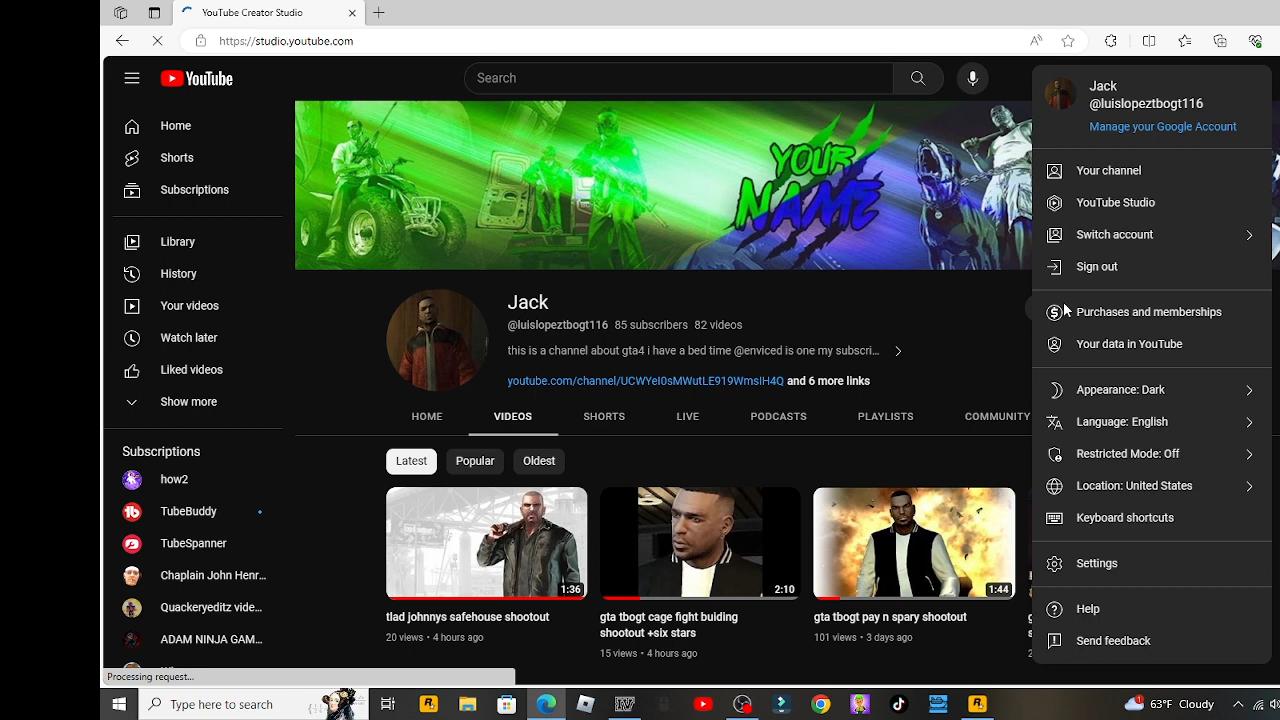 YouTube Creator Studio
https://studio.youtube.com
YouTube
Search
Home
Shorts
Subscriptions
Library
History
Your videos
Watch later
Liked videos
Show more
Subscriptions
how2
TubeBuddy
TubeSpanner
Chaplain John Henr...
Quackeryeditz vide...
ADAM NINJA GAM...
YOUR
NAME
Jack
@luislopeztbogt116 85 subscribers 82 videos
this is a channel about gta4 i have a bed time @enviced is one my subscri...
youtube.com/channel/UCWYeI0sMWutLE919WmsIH4Q and 6 more links
HOME VIDEOS SHORTS LIVE PODCASTS PLAYLISTS COMMUNITY
Latest Popular Oldest
1:36
2:10
1:44
tlad johnnys safehouse shootout
20 views • 4 hours ago
gta tbogt cage fight buiding
shootout +six stars
15 views • 4 hours ago
gta tbogt pay n spary shootout
101 views • 3 days ago
Jack
@luislopeztbogt116
Manage your Google Account
Your channel
YouTube Studio
Switch account
Sign out
Purchases and memberships
Your data in YouTube
Appearance: Dark
Language: English
Restricted Mode: Off
Location: United States
Keyboard shortcuts
Settings
Help
Send feedback
Processing request...
Type here to search
IV
1
63°F Cloudy